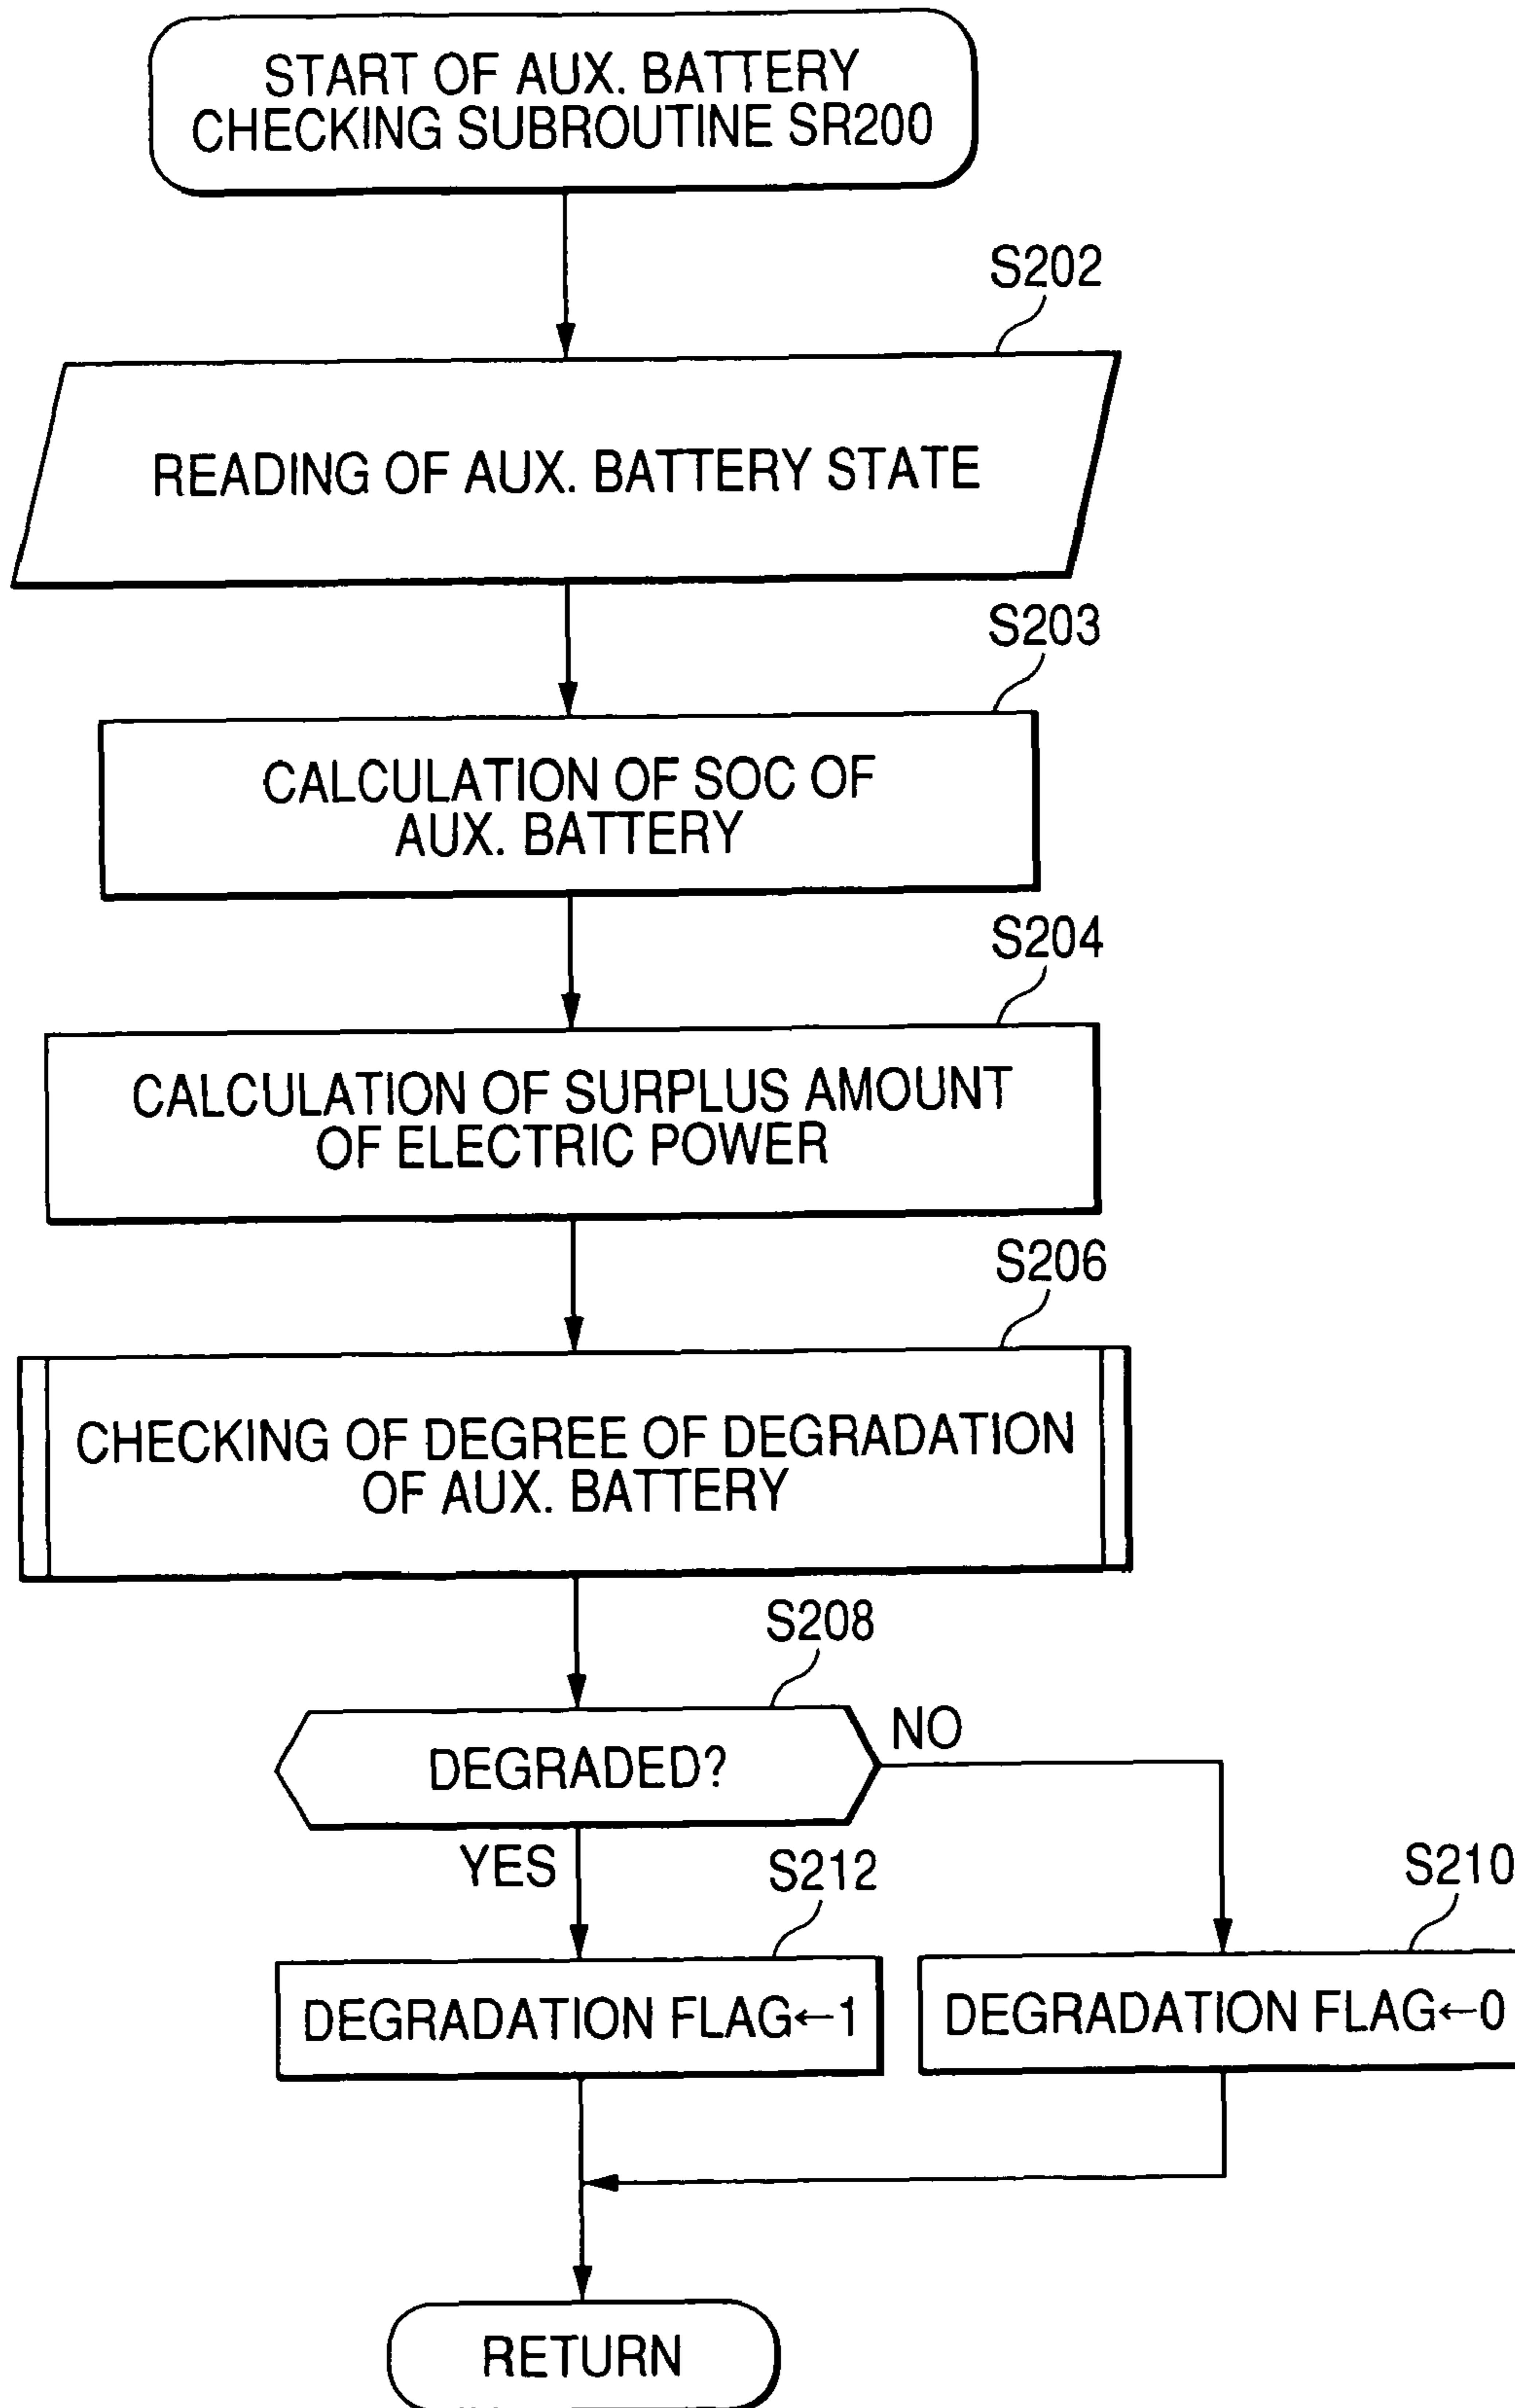 START OF AUX. BATTERY
CHECKING SUBROUTINE SR200
S202
READING OF AUX. BATTERY STATE
S203
CALCULATION OF SOC OF
AUX. BATTERY
S204
CALCULATION OF SURPLUS AMOUNT
OF ELECTRIC POWER
S206
CHECKING OF DEGREE OF DEGRADATION
OF AUX. BATTERY
S208
DEGRADED?
NO
YES
S212
S210
DEGRADATION FLAG←1
DEGRADATION FLAG←0
RETURN